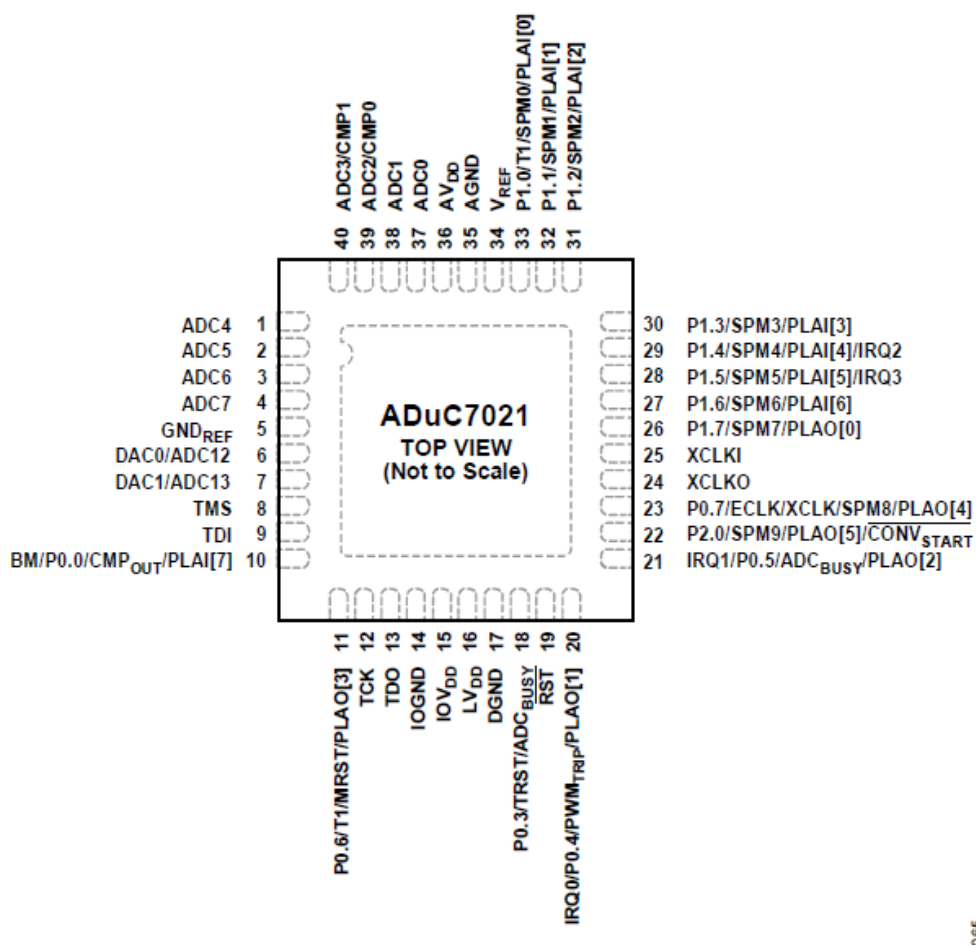 40 ADC3/CMP1
39 ADC2/CMP0
38 ADC1
37 ADC0
36 AVDD
35 AGND
34 VREF
33 P1.0/T1/SPM0/PLAI[0]
32 P1.1/SPM1/PLAI[1]
31 P1.2/SPM2/PLAI[2]
ADC4 1
ADC5 2
ADC6 3
ADC7 4
GNDREF 5
DAC0/ADC12 6
DAC1/ADC13 7
TMS 8
TDI 9
BM/P0.0/CMPOUT/PLAI[7] 10
ADuC7021
TOP VIEW
(Not to Scale)
30 P1.3/SPM3/PLAI[3]
29 P1.4/SPM4/PLAI[4]/IRQ2
28 P1.5/SPM5/PLAI[5]/IRQ3
27 P1.6/SPM6/PLAI[6]
26 P1.7/SPM7/PLAO[0]
25 XCLKI
24 XCLKO
23 P0.7/ECLK/XCLK/SPM8/PLAO[4]
22 P2.0/SPM9/PLAO[5]/CONVSTART
21 IRQ1/P0.5/ADCBUSY/PLAO[2]
P0.6/T1/MRST/PLAO[3] 11
TCK 12
TDO 13
IOGND 14
IOVDD 15
LVDD 16
DGND 17
P0.3/TRST/ADCBUSY 18
RST 19
IRQ0/P0.4/PWMTRIP/PLAO[1] 20